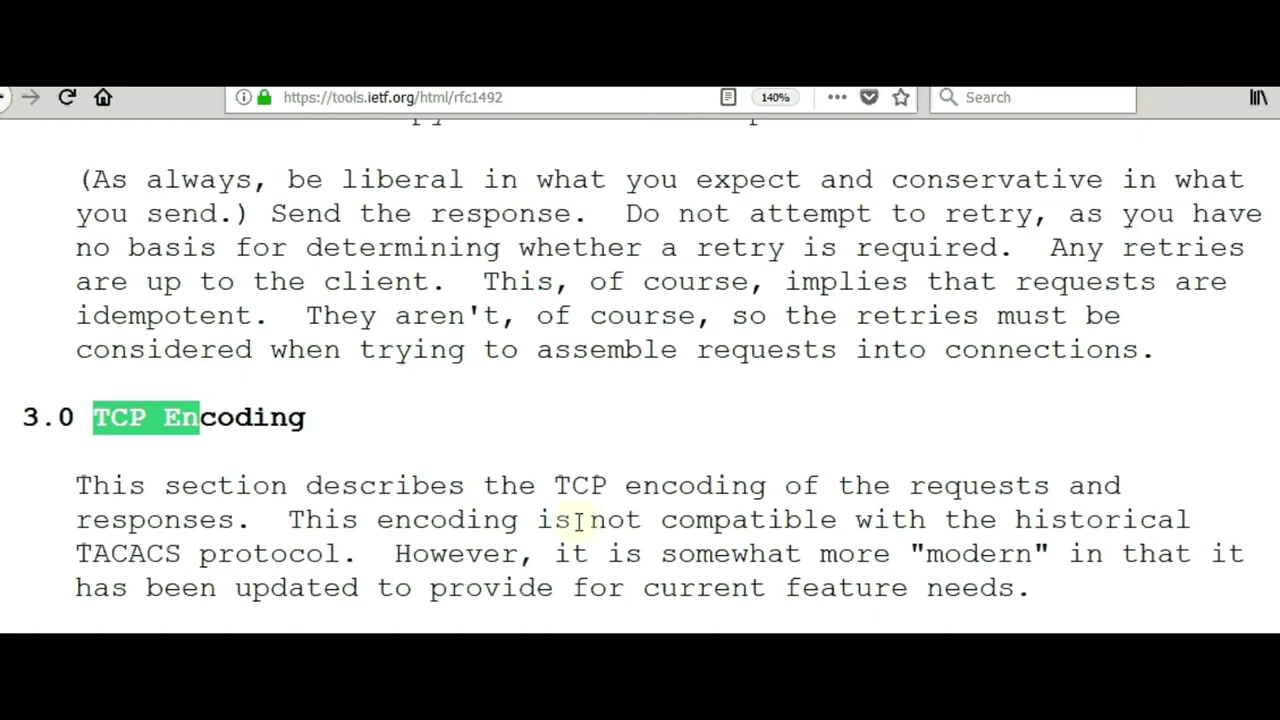 https://tools.ietf.org/html/rfc1492
140%
Search
(As always, be liberal in what you expect and conservative in what
you send.) Send the response. Do not attempt to retry, as you have
no basis for determining whether a retry is required. Any retries
are up to the client. This, of course, implies that requests are
idempotent. They aren't, of course, so the retries must be
considered when trying to assemble requests into connections.
3.0 TCP Encoding
This section describes the TCP encoding of the requests and
responses. This encoding is not compatible with the historical
TACACS protocol. However, it is somewhat more "modern" in that it
has been updated to provide for current feature needs.